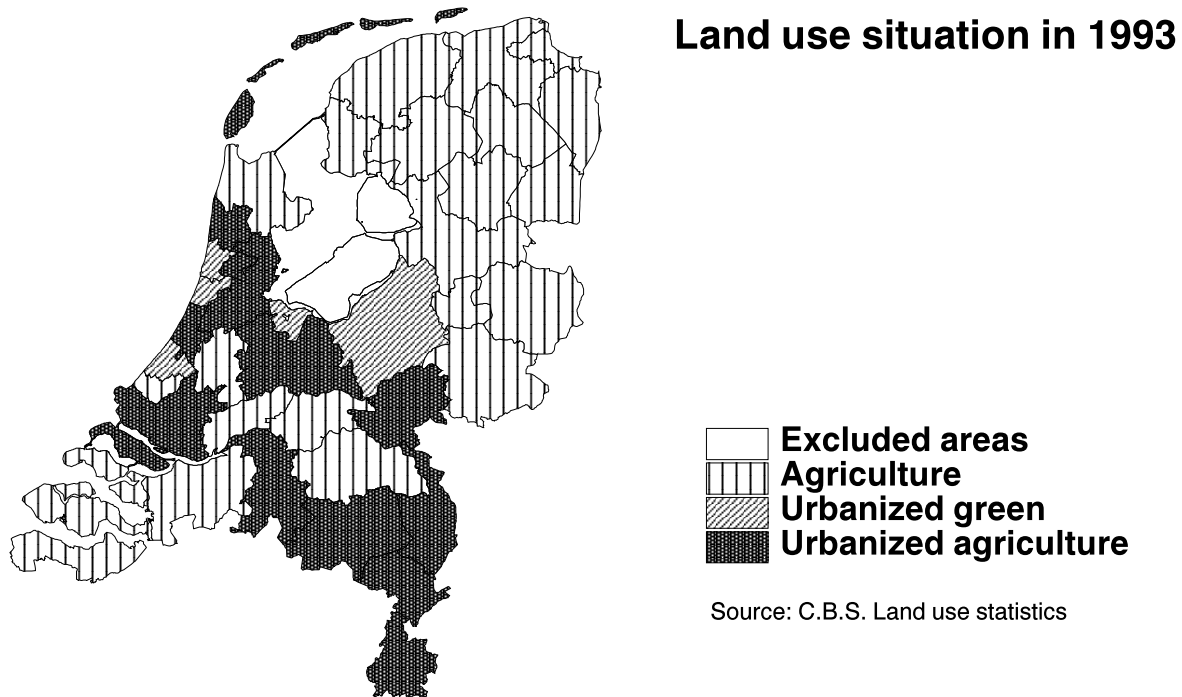 Land use situation in 1993
Excluded areas
Agriculture
Urbanized green
Urbanized agriculture
Source: C.B.S. Land use statistics